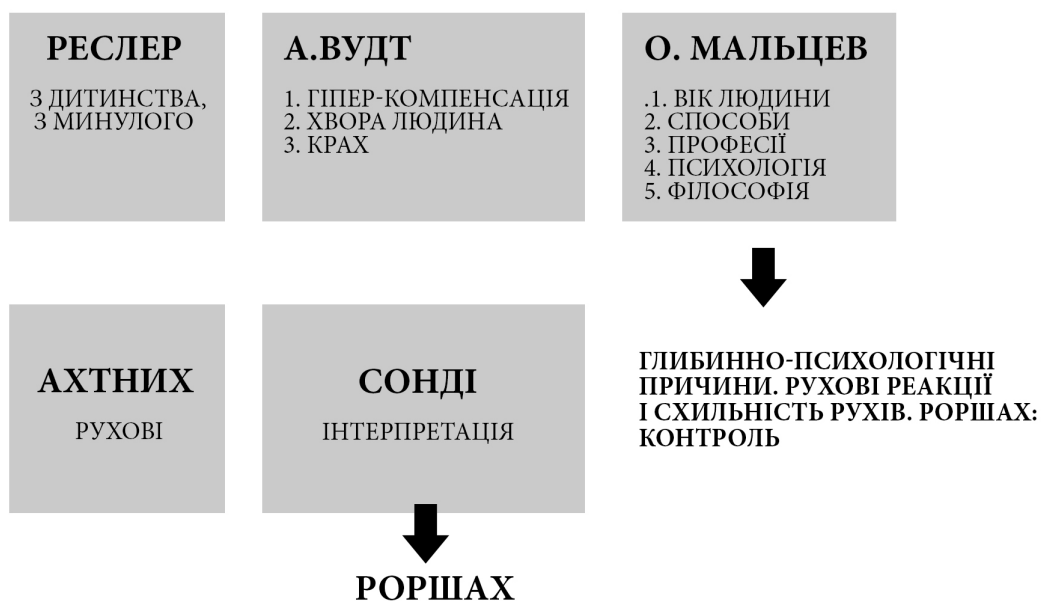 РЕСЛЕР
З ДИТИНСТВА,
З МИНУЛОГО
А.ВУДТ
1. ГІПЕР-КОМПЕНСАЦІЯ
2. ХВОРА ЛЮДИНА
3. КРАХ
О. МАЛЬЦЕВ
.1. ВІК ЛЮДИНИ
2. СПОСОБИ
3. ПРОФЕСІЇ
4. ПСИХОЛОГІЯ
5. ФІЛОСОФІЯ
АХТНИХ
РУХОВІ
СОНДІ
ІНТЕРПРЕТАЦІЯ
РОРШАХ
ГЛИБИННО-ПСИХОЛОГІЧНІ
ПРИЧИНИ. РУХОВІ РЕАКЦІЇ
І СХИЛЬНІСТЬ РУХІВ. РОРШАХ:
КОНТРОЛЬ